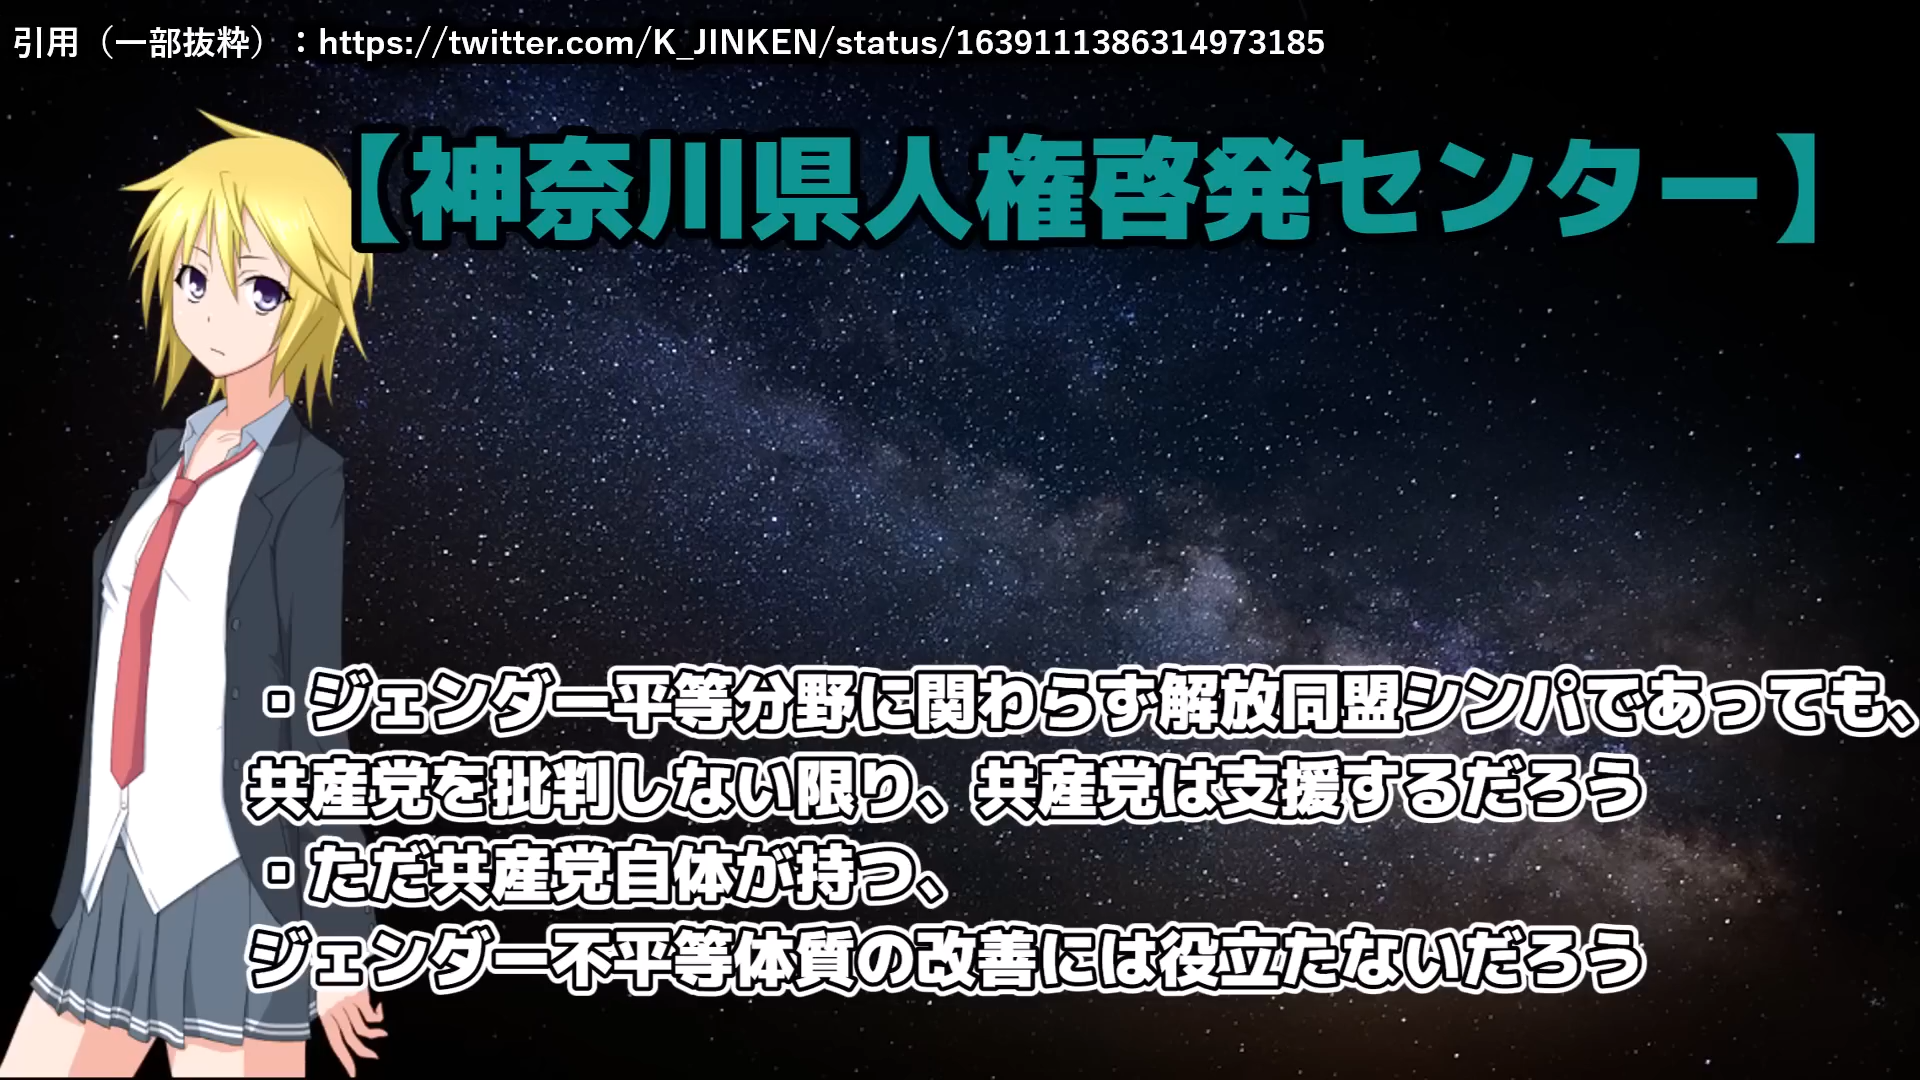 引用（一部抜粋）：https://twitter.com/K_JINKEN/status/1639111386314973185
【神奈川県人権啓発センター】
・ジェンダー平等分野に関わらず解放同盟シンパであっても、
共産党を批判しない限り、共産党は支援するだろう
・ただ共産党自体が持つ、
ジェンダー不平等体質の改善には役立たないだろう